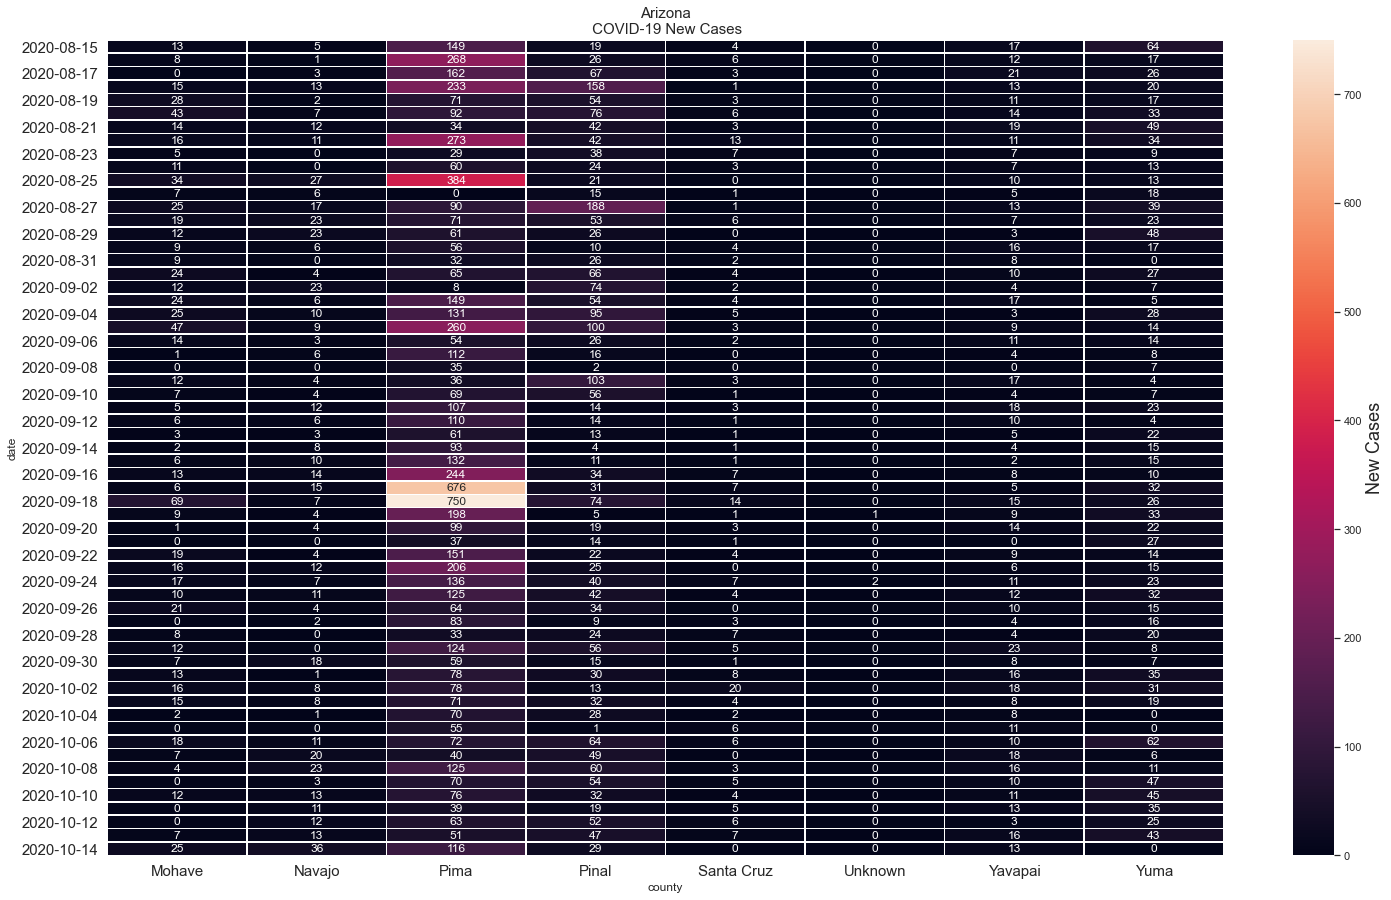 Arizona
COVID-19 New Cases
2020-08-15 13 5 149 19 4 0 17 64
8 1 268 26 6 0 12 17
2020-08-17 0 3 162 67 3 0 21 26
15 13 233 158 1 0 13 20
2020-08-19 28 2 71 54 3 0 11 17
43 7 92 76 6 0 14 33
2020-08-21 14 12 34 42 3 0 19 49
16 11 273 42 13 0 11 34
2020-08-23 5 0 29 38 7 0 7 9
11 0 60 24 3 0 7 13
2020-08-25 34 27 384 21 0 0 10 13
7 6 0 15 1 0 5 18
2020-08-27 25 17 90 188 1 0 13 39
19 23 71 53 6 0 7 23
2020-08-29 12 23 61 26 0 0 3 48
9 6 56 10 4 0 16 17
2020-08-31 9 0 32 26 2 0 8 0
24 4 65 66 4 0 10 27
2020-09-02 12 23 8 74 2 0 4 7
24 6 149 54 4 0 17 5
2020-09-04 25 10 131 95 5 0 3 28
47 9 260 100 3 0 9 14
2020-09-06 14 3 54 26 2 0 11 14
1 6 112 16 0 0 4 8
2020-09-08 0 0 35 2 0 0 0 7
12 4 36 103 3 0 17 4
2020-09-10 7 4 69 56 1 0 4 7
5 12 107 14 3 0 18 23
2020-09-12 6 6 110 14 1 0 10 4
3 3 61 13 1 0 5 22
2020-09-14 2 8 93 4 1 0 4 15
6 10 132 11 1 0 2 15
2020-09-16 13 14 244 34 7 0 8 10
6 15 676 31 7 0 5 32
2020-09-18 69 7 750 74 14 0 15 26
9 4 198 5 1 1 9 33
2020-09-20 1 4 99 19 3 0 14 22
0 0 37 14 1 0 0 27
2020-09-22 19 4 151 22 4 0 9 14
16 12 206 25 0 0 6 15
2020-09-24 17 7 136 40 7 2 11 23
10 11 125 42 4 0 12 32
2020-09-26 21 4 64 34 0 0 10 15
0 2 83 9 3 0 4 16
2020-09-28 8 0 33 24 7 0 4 20
12 0 124 56 5 0 23 8
2020-09-30 7 18 59 15 1 0 8 7
13 1 78 30 8 0 16 35
2020-10-02 16 8 78 13 20 0 18 31
15 8 71 32 4 0 8 19
2020-10-04 2 1 70 28 2 0 8 0
0 0 55 1 6 0 11 0
2020-10-06 18 11 72 64 6 0 10 62
7 20 40 49 0 0 18 6
2020-10-08 4 23 125 60 3 0 16 11
0 3 70 54 5 0 10 47
2020-10-10 12 13 76 32 4 0 11 45
0 11 39 19 5 0 13 35
2020-10-12 0 12 63 52 6 0 3 25
7 13 51 47 7 0 16 43
2020-10-14 25 36 116 29 0 0 13 0
Mohave Navajo Pima Pinal Santa Cruz Unknown Yavapai Yuma
county
date
700
600
500
400
300
200
100
0
New Cases